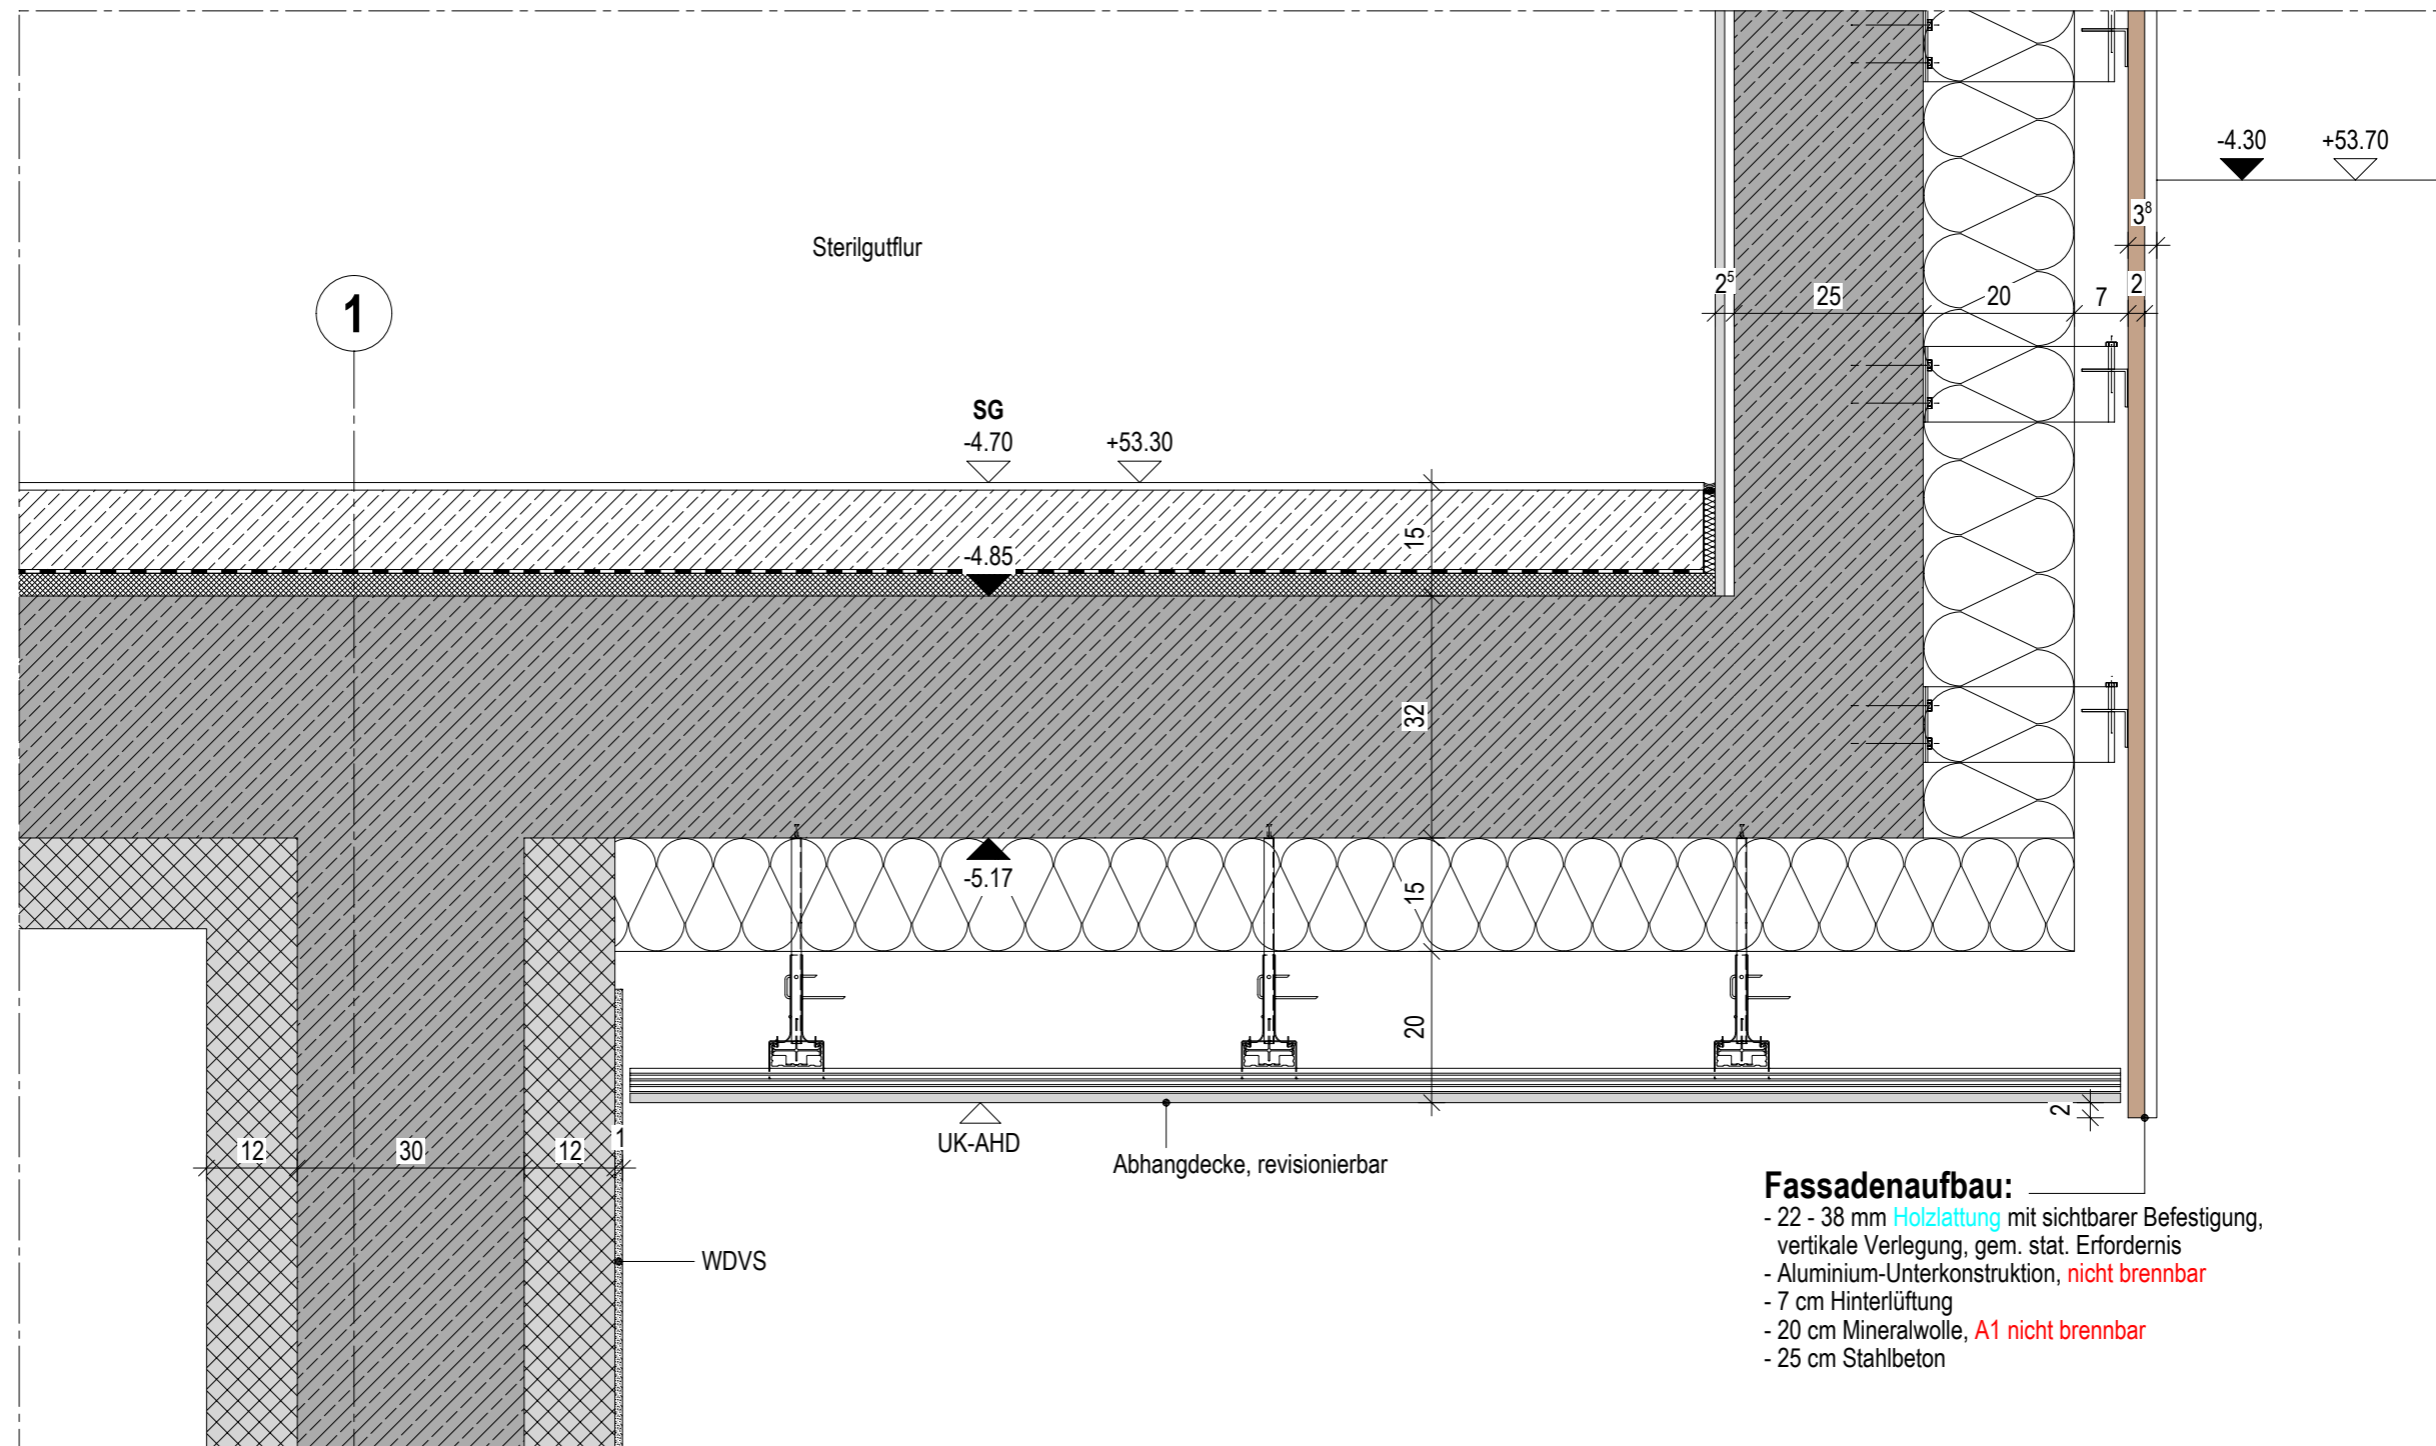 -4.30 +53.70
3⁸
Sterilgutflur
2⁵ 25 20 7 2
1
SG
-4.70 +53.30
15
-4.85
32
-5.17
15
20
2
UK-AHD
12 30 12 1
Abhangdecke, revisionierbar
Fassadenaufbau:
- 22 - 38 mm Holzlattung mit sichtbarer Befestigung,
vertikale Verlegung, gem. stat. Erfordernis
- Aluminium-Unterkonstruktion, nicht brennbar
- 7 cm Hinterlüftung
- 20 cm Mineralwolle, A1 nicht brennbar
- 25 cm Stahlbeton
WDVS